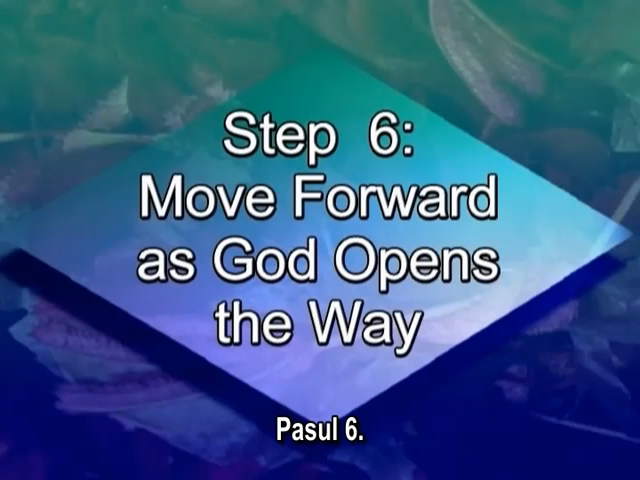 Step 6:
Move Forward
as God Opens
the Way
Pasul 6.